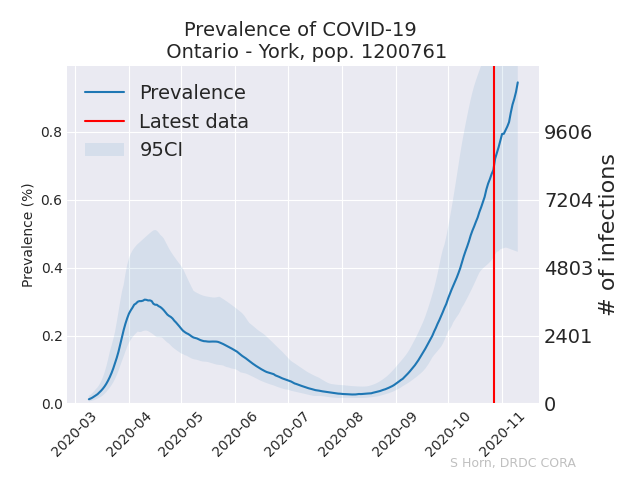 Prevalence of COVID-19
Ontario - York, pop. 1200761
Prevalence
Latest data
95CI
Prevalence (%)
0.8
0.6
0.4
0.2
0.0
9606
7204
4803
2401
0
# of infections
2020-03
2020-04
2020-05
2020-06
2020-07
2020-08
2020-09
2020-10
2020-11
S Horn, DRDC CORA